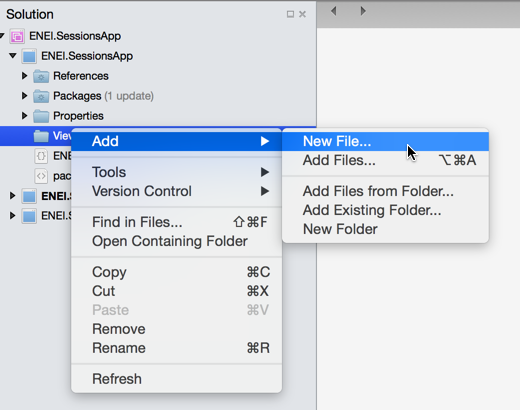 Solution
ENEI.SessionsApp
ENEI.SessionsApp
References
Packages (1 update)
Properties
View
ENE
pac
ENEI.S
ENEI.S
Add
Tools
Version Control
Find in Files... ⇧⌘F
Open Containing Folder
Copy ⌘C
Cut ⌘X
Paste ⌘V
Remove
Rename ⌘R
Refresh
New File...
Add Files... ⌥⌘A
Add Files from Folder...
Add Existing Folder...
New Folder